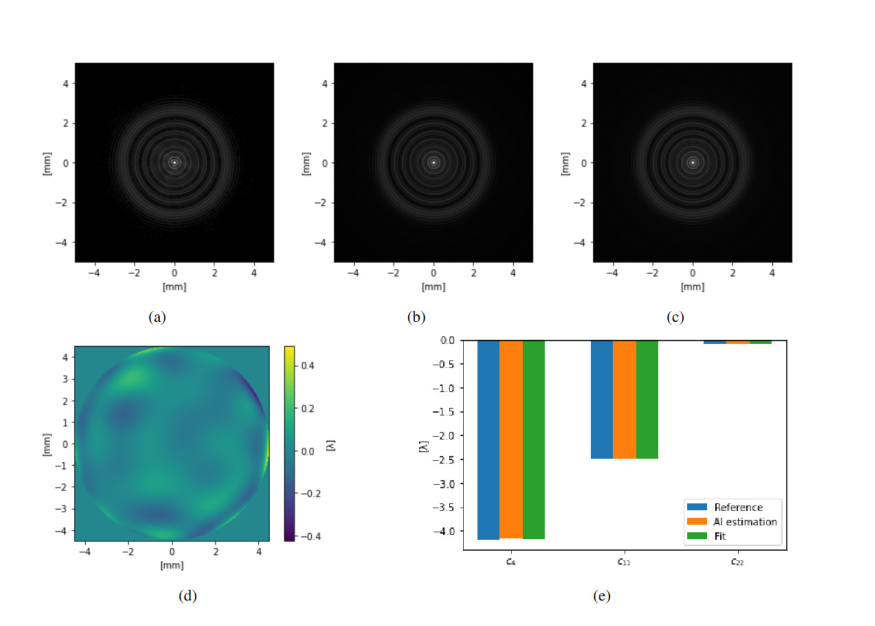 4
2
0
−2
−4
[mm]
−4 −2 0 2 4
[mm]
(a)
4
2
0
−2
−4
[mm]
−4 −2 0 2 4
[mm]
(b)
4
2
0
−2
−4
[mm]
−4 −2 0 2 4
[mm]
(c)
4
3
2
1
0
−1
−2
−3
−4
[mm]
−4 −2 0 2 4
[mm]
0.4
0.2
0.0
−0.2
−0.4
[λ]
(d)
0.0
−0.5
−1.0
−1.5
−2.0
−2.5
−3.0
−3.5
−4.0
[λ]
Reference
AI estimation
Fit
c₄ c₁₁ c₂₂
(e)